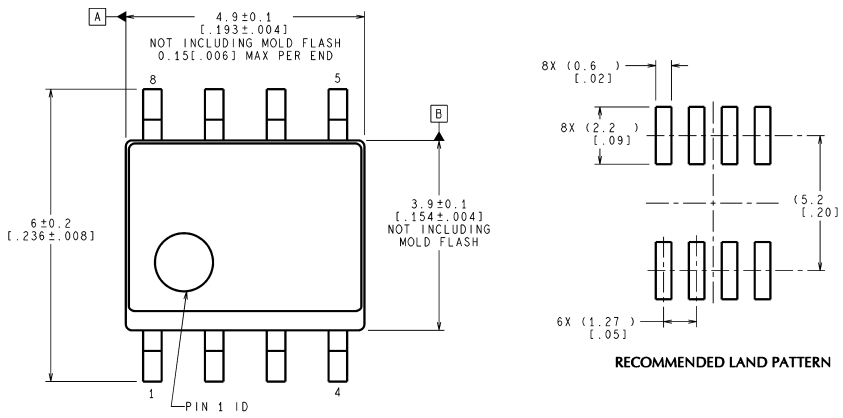 A
4.9±0.1
[.193±.004]
NOT INCLUDING MOLD FLASH
0.15[.006] MAX PER END
8
5
B
6±0.2
[.236±.008]
3.9±0.1
[.154±.004]
NOT INCLUDING
MOLD FLASH
1
4
PIN 1 ID
8X (0.6 )
[.02]
8X (2.2 )
[.09]
(5.2
[.20]
6X (1.27 )
[.05]
RECOMMENDED LAND PATTERN